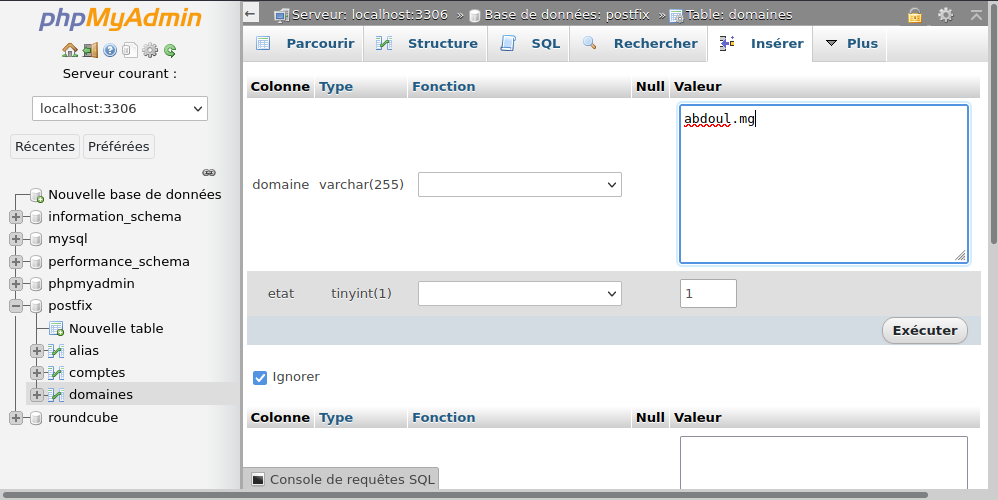 phpMyAdmin
Serveur courant :
localhost:3306
Récentes
Préférées
Nouvelle base de données
information_schema
mysql
performance_schema
phpmyadmin
postfix
Nouvelle table
alias
comptes
domaines
roundcube
Serveur: localhost:3306 » Base de données: postfix » Table: domaines
Parcourir Structure SQL Rechercher Insérer Plus
Colonne Type Fonction Null Valeur
abdoul.mg
domaine varchar(255)
etat tinyint(1) 1
Exécuter
Ignorer
Colonne Type Fonction Null Valeur
Console de requêtes SQL